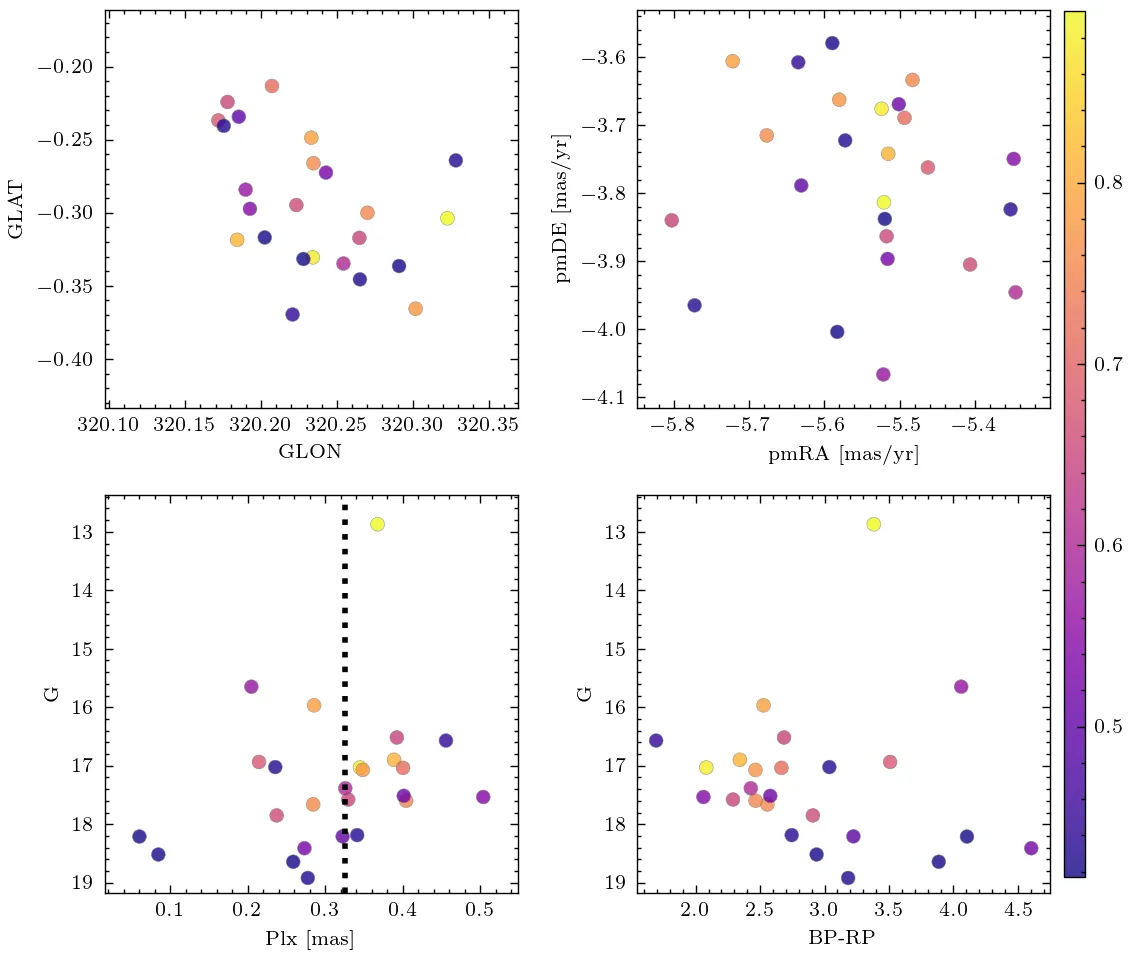 −0.20
−0.25
−0.30
−0.35
−0.40
GLAT
320.10 320.15 320.20 320.25 320.30 320.35
GLON
−3.6
−3.7
−3.8
−3.9
−4.0
−4.1
pmDE [mas/yr]
−5.8 −5.7 −5.6 −5.5 −5.4
pmRA [mas/yr]
0.8
0.7
0.6
0.5
13
14
15
16
17
18
19
G
0.1 0.2 0.3 0.4 0.5
Plx [mas]
13
14
15
16
17
18
19
G
2.0 2.5 3.0 3.5 4.0 4.5
BP-RP